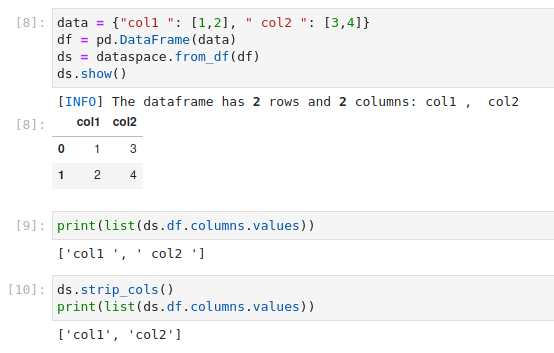 [8]: data = {"col1 ": [1,2], " col2 ": [3,4]}
df = pd.DataFrame(data)
ds = dataspace.from_df(df)
ds.show()
[INFO] The dataframe has 2 rows and 2 columns: col1 ,  col2
[8]: col1 col2
0 1 3
1 2 4
[9]: print(list(ds.df.columns.values))
['col1 ', ' col2 ']
[10]: ds.strip_cols()
print(list(ds.df.columns.values))
['col1', 'col2']